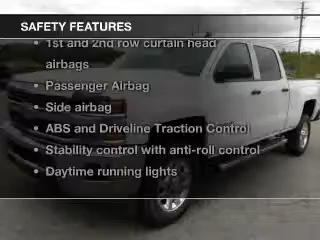 SAFETY FEATURES
• 1st and 2nd row curtain head
airbags
• Passenger Airbag
• Side airbag
• ABS and Driveline Traction Control
• Stability control with anti-roll control
• Daytime running lights